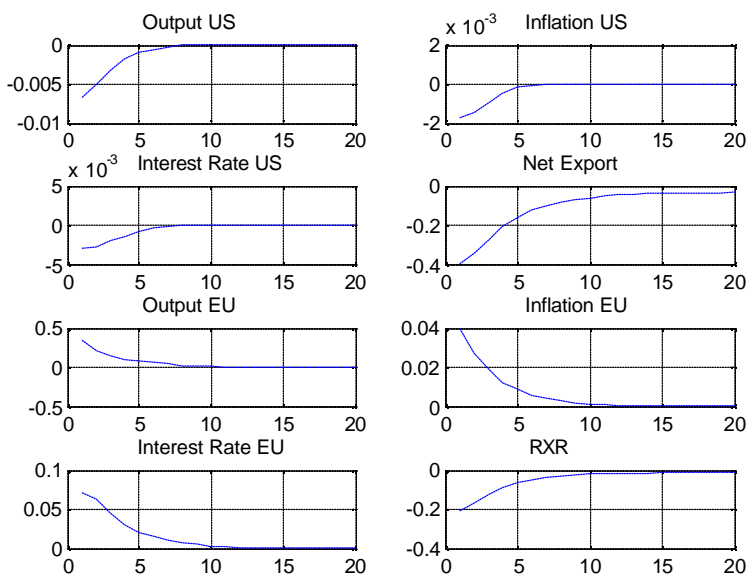 Output US
0
-0.005
-0.01
0 5 10 15 20
x 10-3
Inflation US
2
0
-2
0 5 10 15 20
x 10-3
Interest Rate US
5
0
-5
0 5 10 15 20
Net Export
0
-0.2
-0.4
0 5 10 15 20
Output EU
0.5
0
-0.5
0 5 10 15 20
Inflation EU
0.04
0.02
0
0 5 10 15 20
Interest Rate EU
0.1
0.05
0
0 5 10 15 20
RXR
0
-0.2
-0.4
0 5 10 15 20